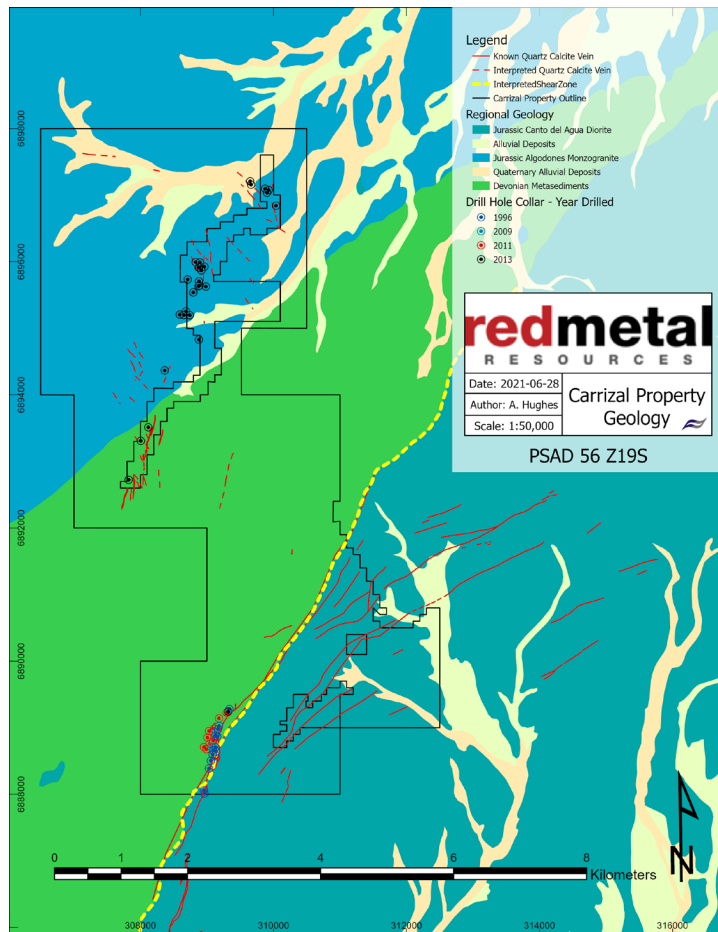 Legend
Known Quartz Calcite Vein
Interpreted Quartz Calcite Vein
InterpretedShearZone
Carrizal Property Outline
Regional Geology
Jurassic Canto del Agua Diorite
Alluvial Deposits
Jurassic Algodones Monzogranite
Quaternary Alluvial Deposits
Devonian Metasediments
Drill Hole Collar - Year Drilled
1996
2009
2011
2013
redmetal
RESOURCES
Date: 2021-06-28
Author: A. Hughes
Scale: 1:50,000
Carrizal Property
Geology
PSAD 56 Z19S
6898000
6896000
6894000
6892000
6890000
6888000
0 1 2 4 6 8
Kilometers
N
308000 310000 312000 314000 316000